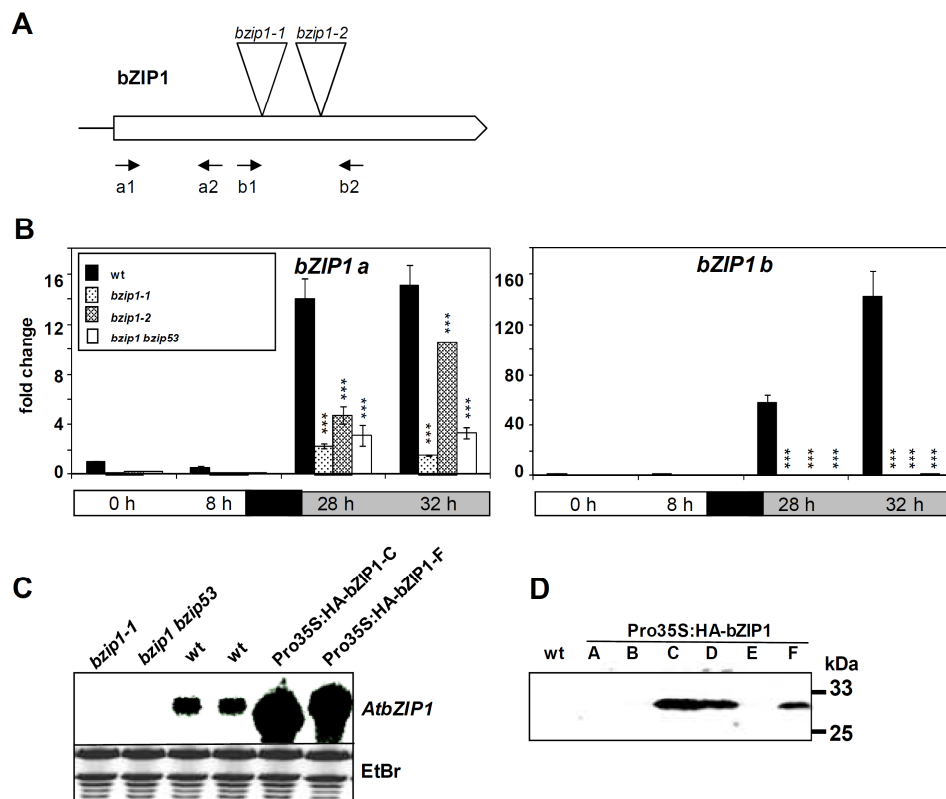 A
bzip1-1 bzip1-2
bZIP1
a1 a2 b1 b2
B
bZIP1 a
bZIP1 b
wt
bzip1-1
bzip1-2
bzip1 bzip53
fold change
16
12
8
4
0
160
120
80
40
0
*** *** *** *** *** ***
*** *** *** *** *** ***
0 h 8 h 28 h 32 h
0 h 8 h 28 h 32 h
C
bzip1-1
bzip1 bzip53
wt
wt
Pro35S:HA-bZIP1-C
Pro35S:HA-bZIP1-F
AtbZIP1
EtBr
D
Pro35S:HA-bZIP1
wt A B C D E F
kDa
33
25